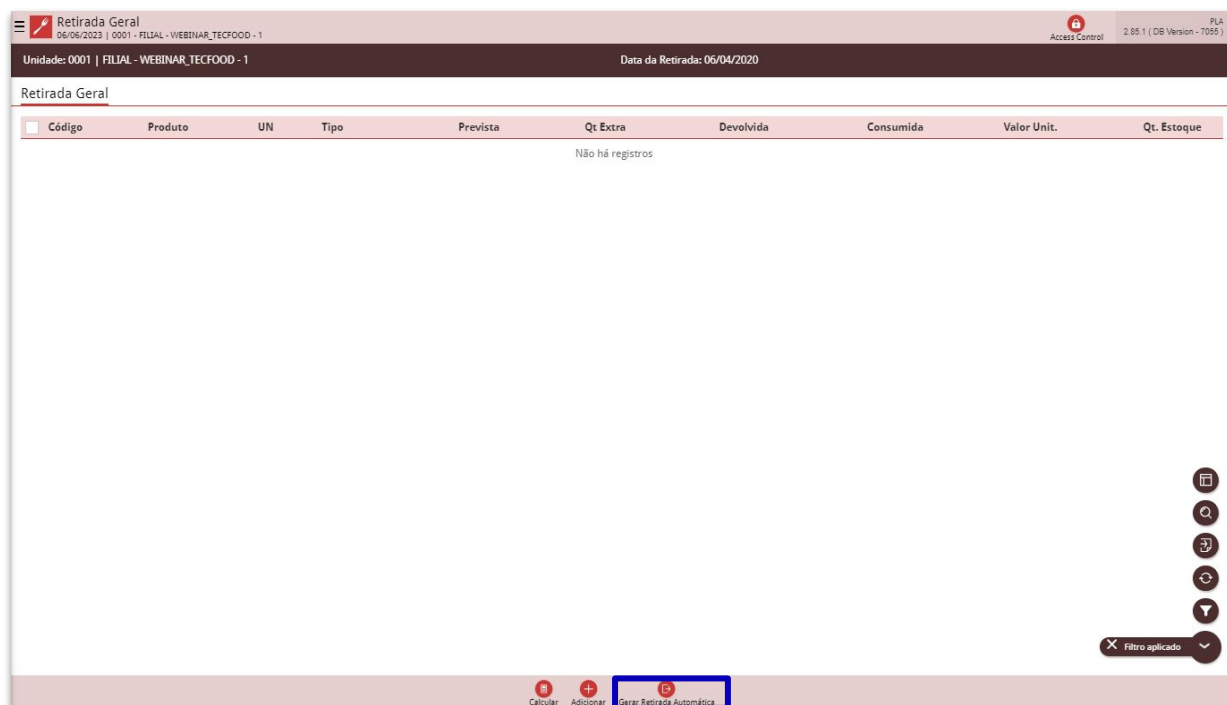 Retirada Geral
06/06/2023 | 0001 - FILIAL - WEBINAR_TECFOOD - 1
Access Control
PLA
2.85.1 ( DB Version - 7055 )
Unidade: 0001 | FILIAL - WEBINAR_TECFOOD - 1 Data da Retirada: 06/04/2020
Retirada Geral
Código Produto UN Tipo Prevista Qt Extra Devolvida Consumida Valor Unit. Qt. Estoque
Não há registros
Filtro aplicado
Calcular Adicionar Gerar Retirada Automática